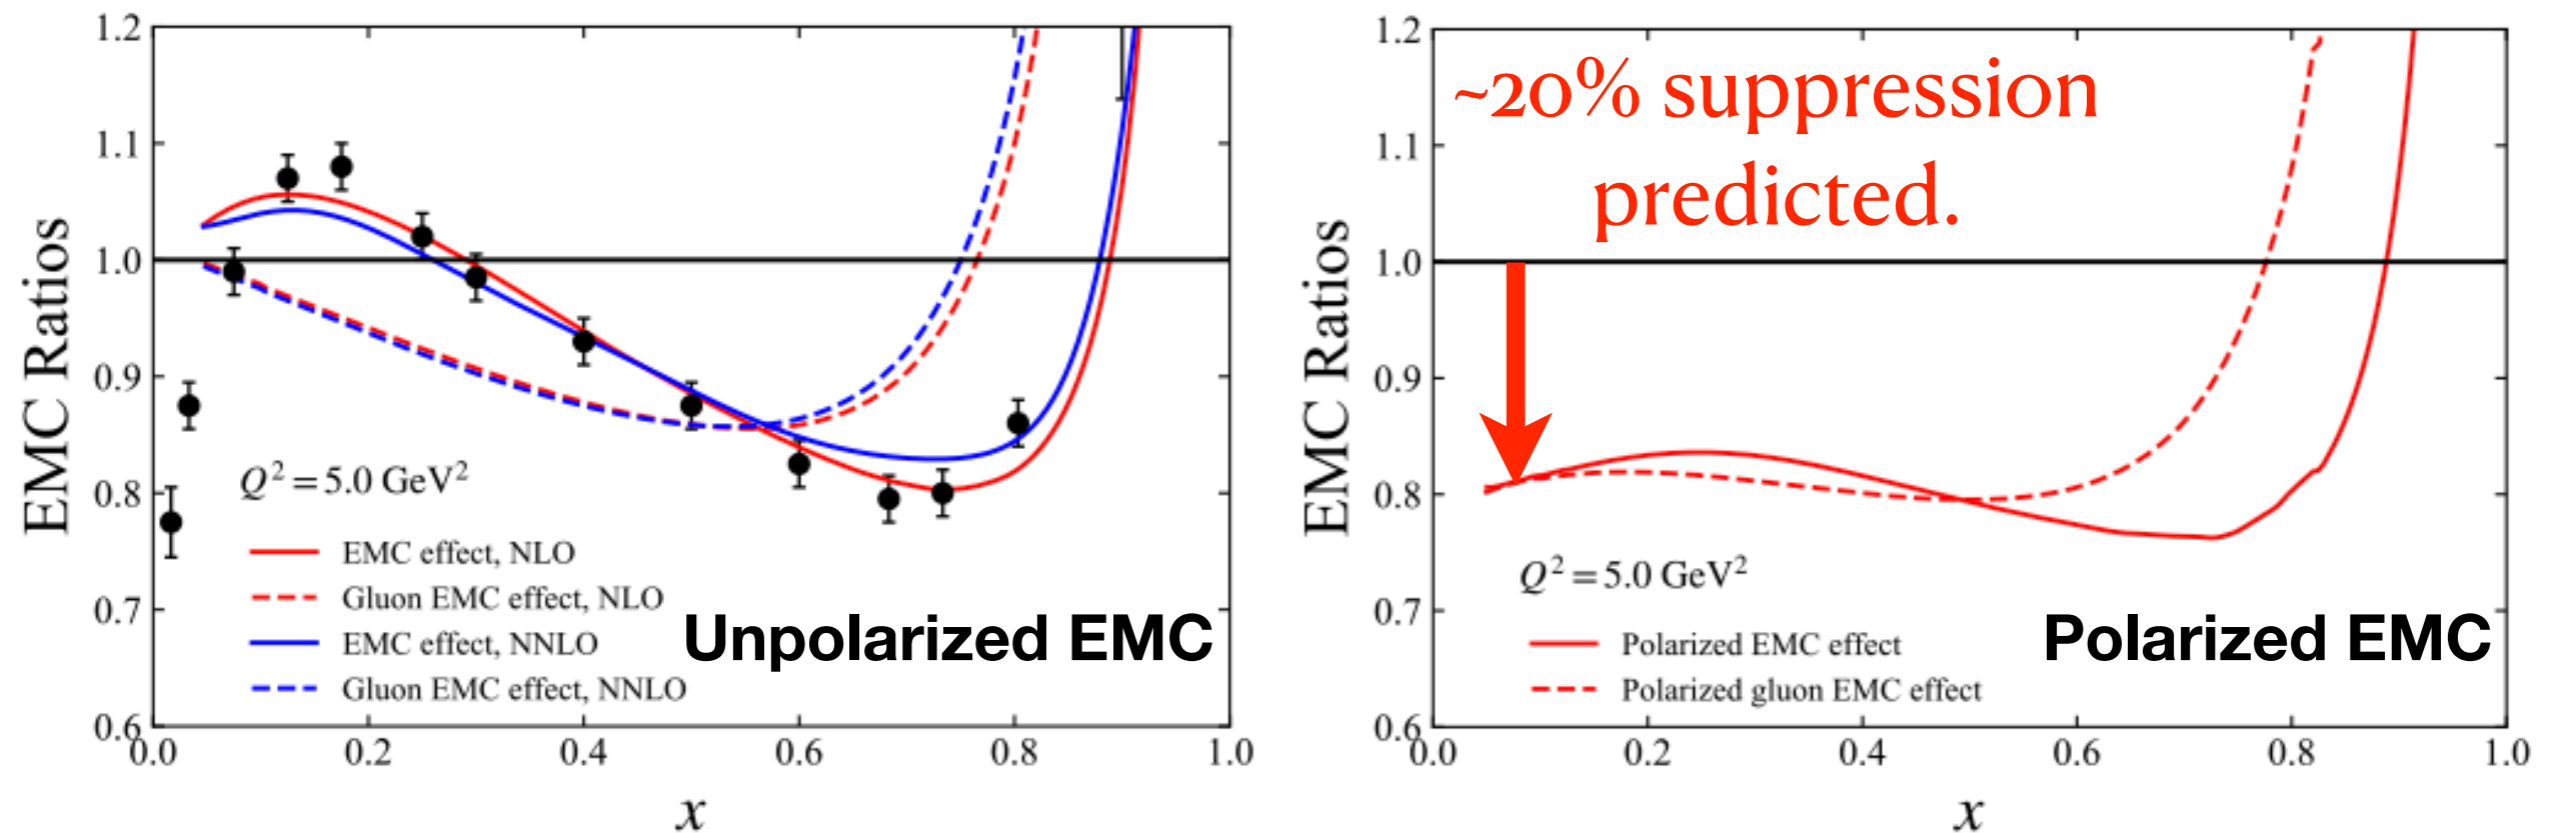 1.2
1.1
1.0
0.9
0.8
0.7
0.6
EMC Ratios
Q² = 5.0 GeV²
EMC effect, NLO
Gluon EMC effect, NLO
EMC effect, NNLO
Gluon EMC effect, NNLO
Unpolarized EMC
0.0 0.2 0.4 0.6 0.8 1.0
x
1.2
1.1
1.0
0.9
0.8
0.7
0.6
EMC Ratios
~20% suppression
predicted.
Q² = 5.0 GeV²
Polarized EMC effect
Polarized gluon EMC effect
Polarized EMC
0.0 0.2 0.4 0.6 0.8 1.0
x